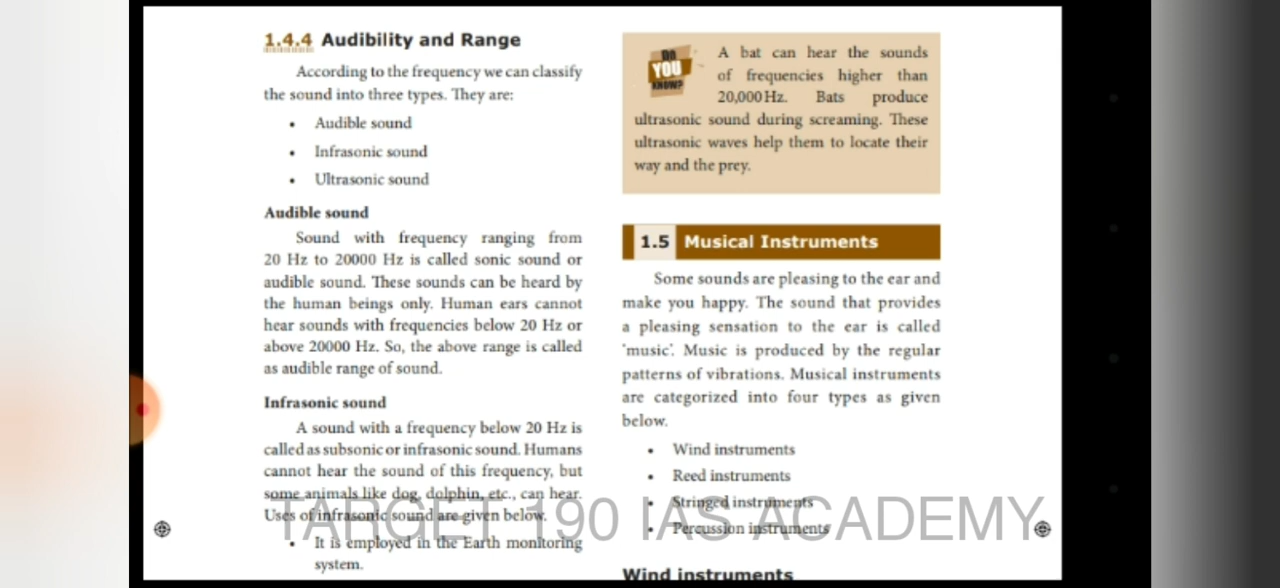 1.4.4 Audibility and Range
According to the frequency we can classify
the sound into three types. They are:
• Audible sound
• Infrasonic sound
• Ultrasonic sound
Audible sound
Sound with frequency ranging from
20 Hz to 20000 Hz is called sonic sound or
audible sound. These sounds can be heard by
the human beings only. Human ears cannot
hear sounds with frequencies below 20 Hz or
above 20000 Hz. So, the above range is called
as audible range of sound.
Infrasonic sound
A sound with a frequency below 20 Hz is
called as subsonic or infrasonic sound. Humans
cannot hear the sound of this frequency, but
some animals like dog, dolphin, etc., can hear.
Uses of infrasonic sound are given below.
• It is employed in the Earth monitoring
system.
DO
YOU
KNOW?
A bat can hear the sounds
of frequencies higher than
20,000 Hz. Bats produce
ultrasonic sound during screaming. These
ultrasonic waves help them to locate their
way and the prey.
1.5 Musical Instruments
Some sounds are pleasing to the ear and
make you happy. The sound that provides
a pleasing sensation to the ear is called
'music'. Music is produced by the regular
patterns of vibrations. Musical instruments
are categorized into four types as given
below.
• Wind instruments
• Reed instruments
• Stringed instruments
• Percussion instruments
Wind instruments
TARGET 190 IAS ACADEMY